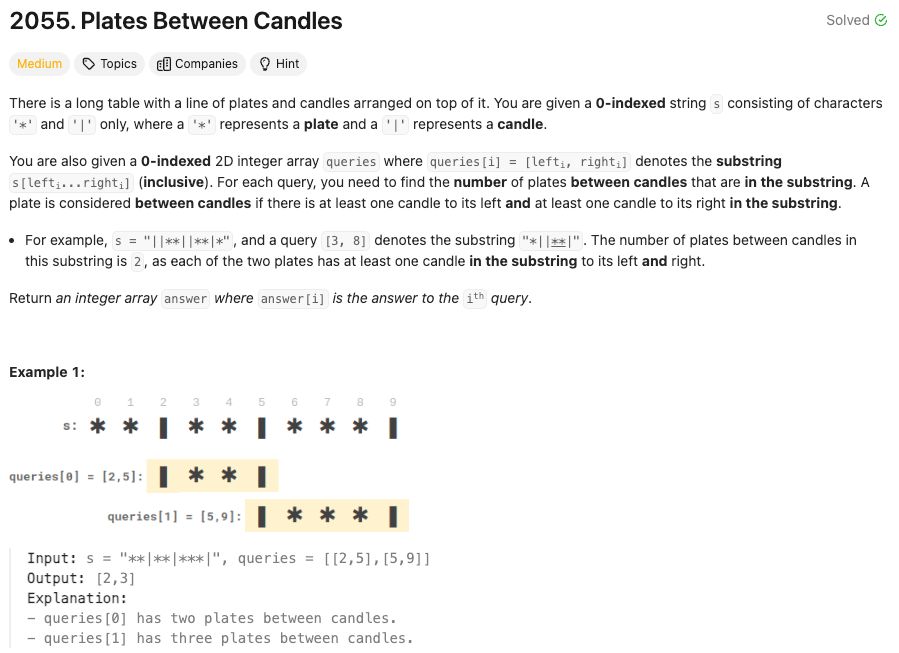 2055. Plates Between Candles
Solved
Medium Topics Companies Hint
There is a long table with a line of plates and candles arranged on top of it. You are given a 0-indexed string s consisting of characters
'*' and '|' only, where a '*' represents a plate and a '|' represents a candle.
You are also given a 0-indexed 2D integer array queries where queries[i] = [leftᵢ, rightᵢ] denotes the substring
s[leftᵢ...rightᵢ] (inclusive). For each query, you need to find the number of plates between candles that are in the substring. A
plate is considered between candles if there is at least one candle to its left and at least one candle to its right in the substring.
• For example, s = "||**||**|*", and a query [3, 8] denotes the substring "*||**|". The number of plates between candles in
this substring is 2, as each of the two plates has at least one candle in the substring to its left and right.
Return an integer array answer where answer[i] is the answer to the iᵗʰ query.
Example 1:
0 1 2 3 4 5 6 7 8 9
s: * * | * * | * * * |
queries[0] = [2,5]: | * * |
queries[1] = [5,9]: | * * * |
Input: s = "**|**|***|", queries = [[2,5],[5,9]]
Output: [2,3]
Explanation:
- queries[0] has two plates between candles.
- queries[1] has three plates between candles.